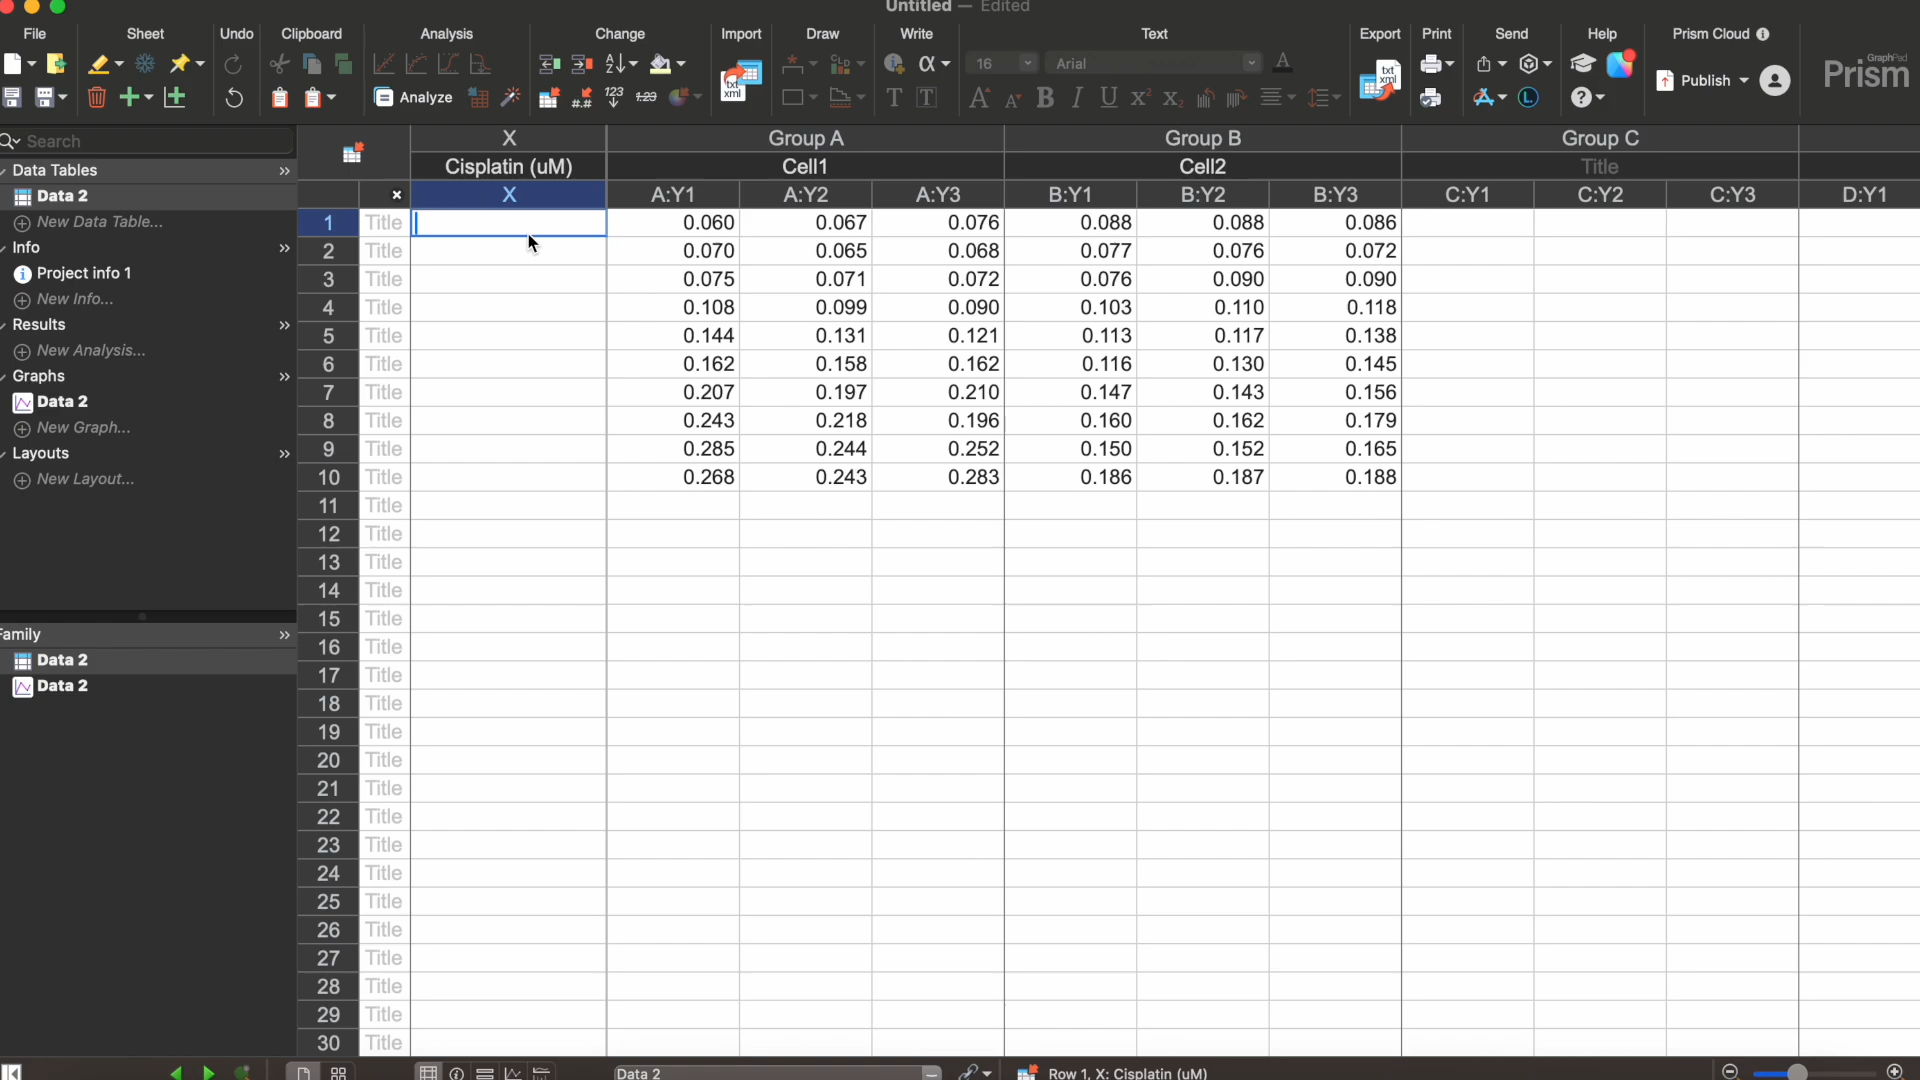 Untitled — Edited
File Sheet Undo Clipboard Analysis Change Import Draw Write Text Export Print Send Help Prism Cloud
16 Arial
Analyze
Publish
GraphPad
Prism
Search
Data Tables
Data 2
New Data Table...
Info
Project info 1
New Info...
Results
New Analysis...
Graphs
Data 2
New Graph...
Layouts
New Layout...
Family
Data 2
Data 2
X Group A Group B Group C
Cisplatin (uM) Cell1 Cell2 Title
X A:Y1 A:Y2 A:Y3 B:Y1 B:Y2 B:Y3 C:Y1 C:Y2 C:Y3 D:Y1
1 Title 0.060 0.067 0.076 0.088 0.088 0.086
2 Title 0.070 0.065 0.068 0.077 0.076 0.072
3 Title 0.075 0.071 0.072 0.076 0.090 0.090
4 Title 0.108 0.099 0.090 0.103 0.110 0.118
5 Title 0.144 0.131 0.121 0.113 0.117 0.138
6 Title 0.162 0.158 0.162 0.116 0.130 0.145
7 Title 0.207 0.197 0.210 0.147 0.143 0.156
8 Title 0.243 0.218 0.196 0.160 0.162 0.179
9 Title 0.285 0.244 0.252 0.150 0.152 0.165
10 Title 0.268 0.243 0.283 0.186 0.187 0.188
11 Title
12 Title
13 Title
14 Title
15 Title
16 Title
17 Title
18 Title
19 Title
20 Title
21 Title
22 Title
23 Title
24 Title
25 Title
26 Title
27 Title
28 Title
29 Title
30 Title
Data 2 Row 1, X: Cisplatin (uM)